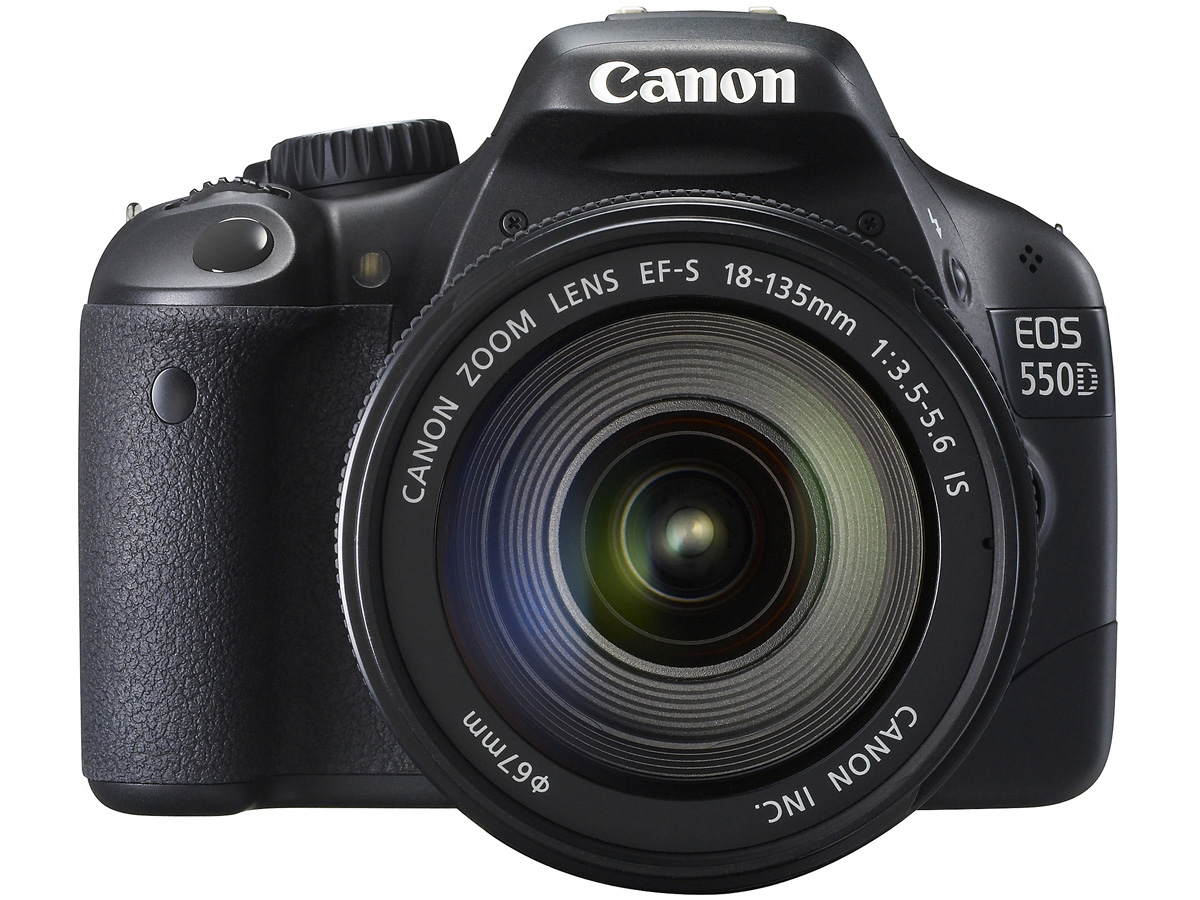 Canon
EOS
550D
CANON ZOOM LENS EF-S 18-135mm 1:3.5-5.6 IS
CANON INC.
Φ67mm